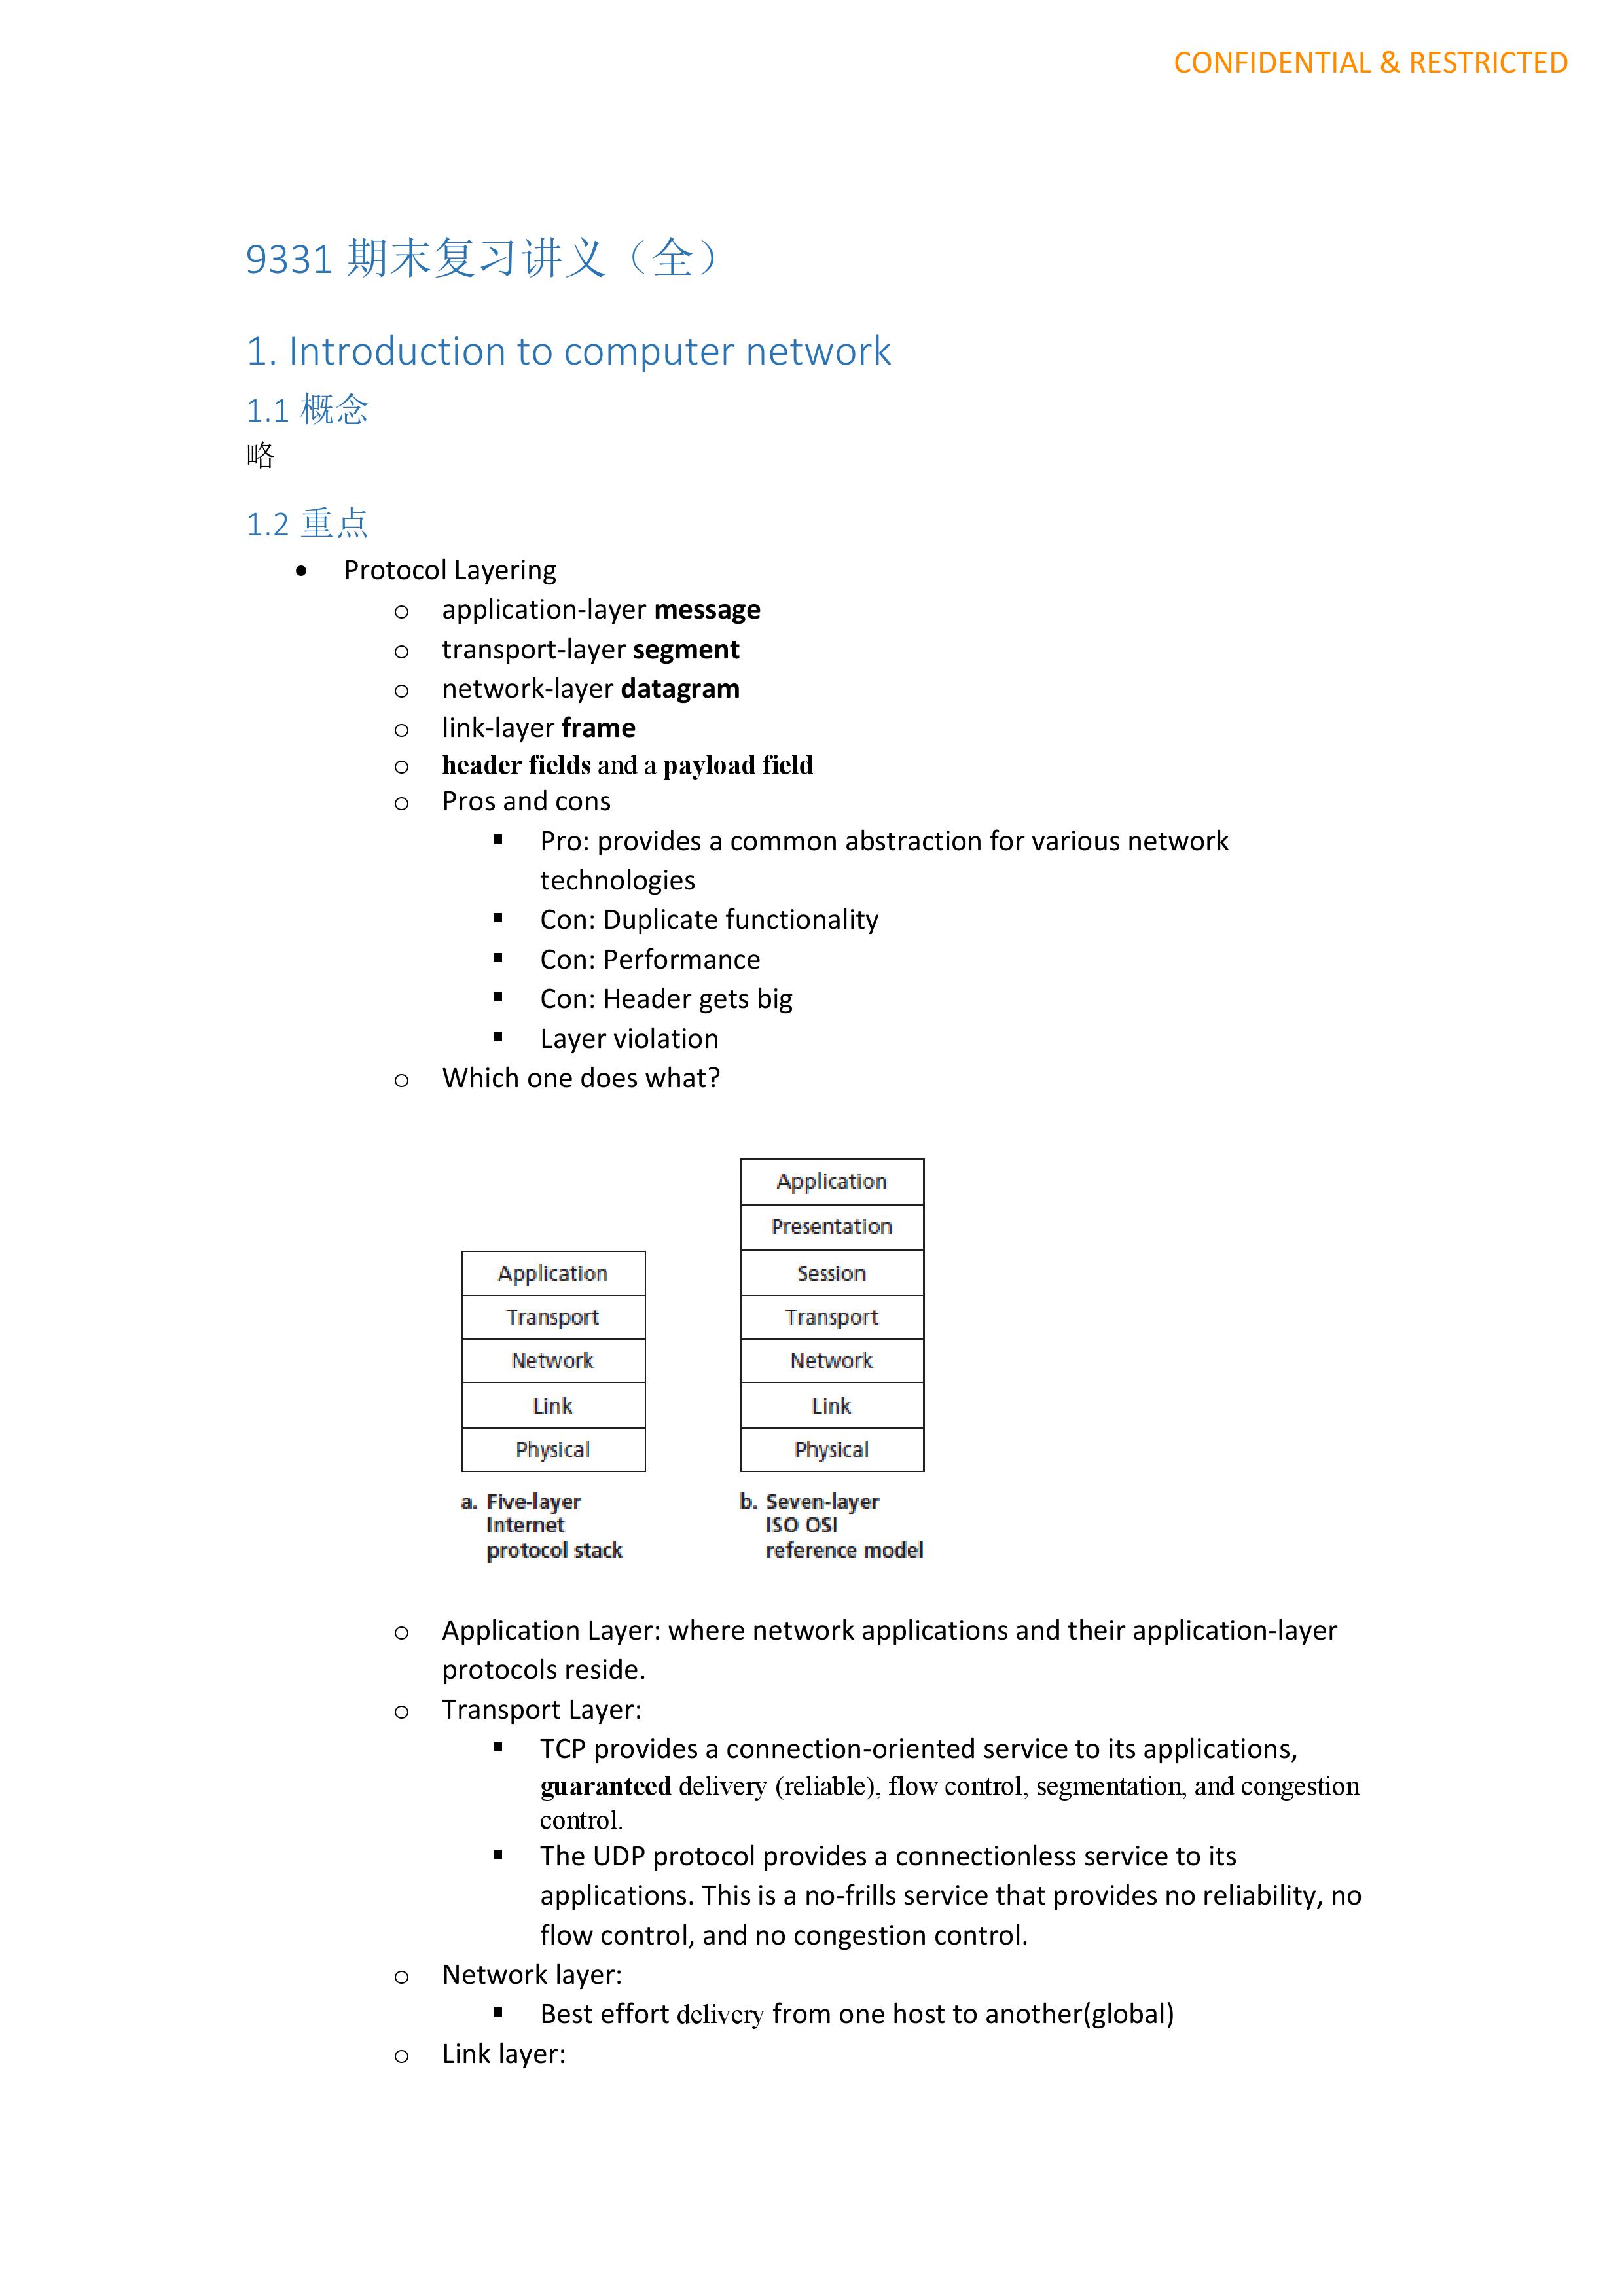 CONFIDENTIAL & RESTRICTED
9331 期末复习讲义（全）
1. Introduction to computer network
1.1 概念
略
1.2 重点
• Protocol Layering
o application-layer message
o transport-layer segment
o network-layer datagram
o link-layer frame
o header fields and a payload field
o Pros and cons
▪ Pro: provides a common abstraction for various network
technologies
▪ Con: Duplicate functionality
▪ Con: Performance
▪ Con: Header gets big
▪ Layer violation
o Which one does what?
Application
Transport
Network
Link
Physical
a. Five-layer
Internet
protocol stack
Application
Presentation
Session
Transport
Network
Link
Physical
b. Seven-layer
ISO OSI
reference model
o Application Layer: where network applications and their application-layer
protocols reside.
o Transport Layer:
▪ TCP provides a connection-oriented service to its applications,
guaranteed delivery (reliable), flow control, segmentation, and congestion
control.
▪ The UDP protocol provides a connectionless service to its
applications. This is a no-frills service that provides no reliability, no
flow control, and no congestion control.
o Network layer:
▪ Best effort delivery from one host to another(global)
o Link layer: